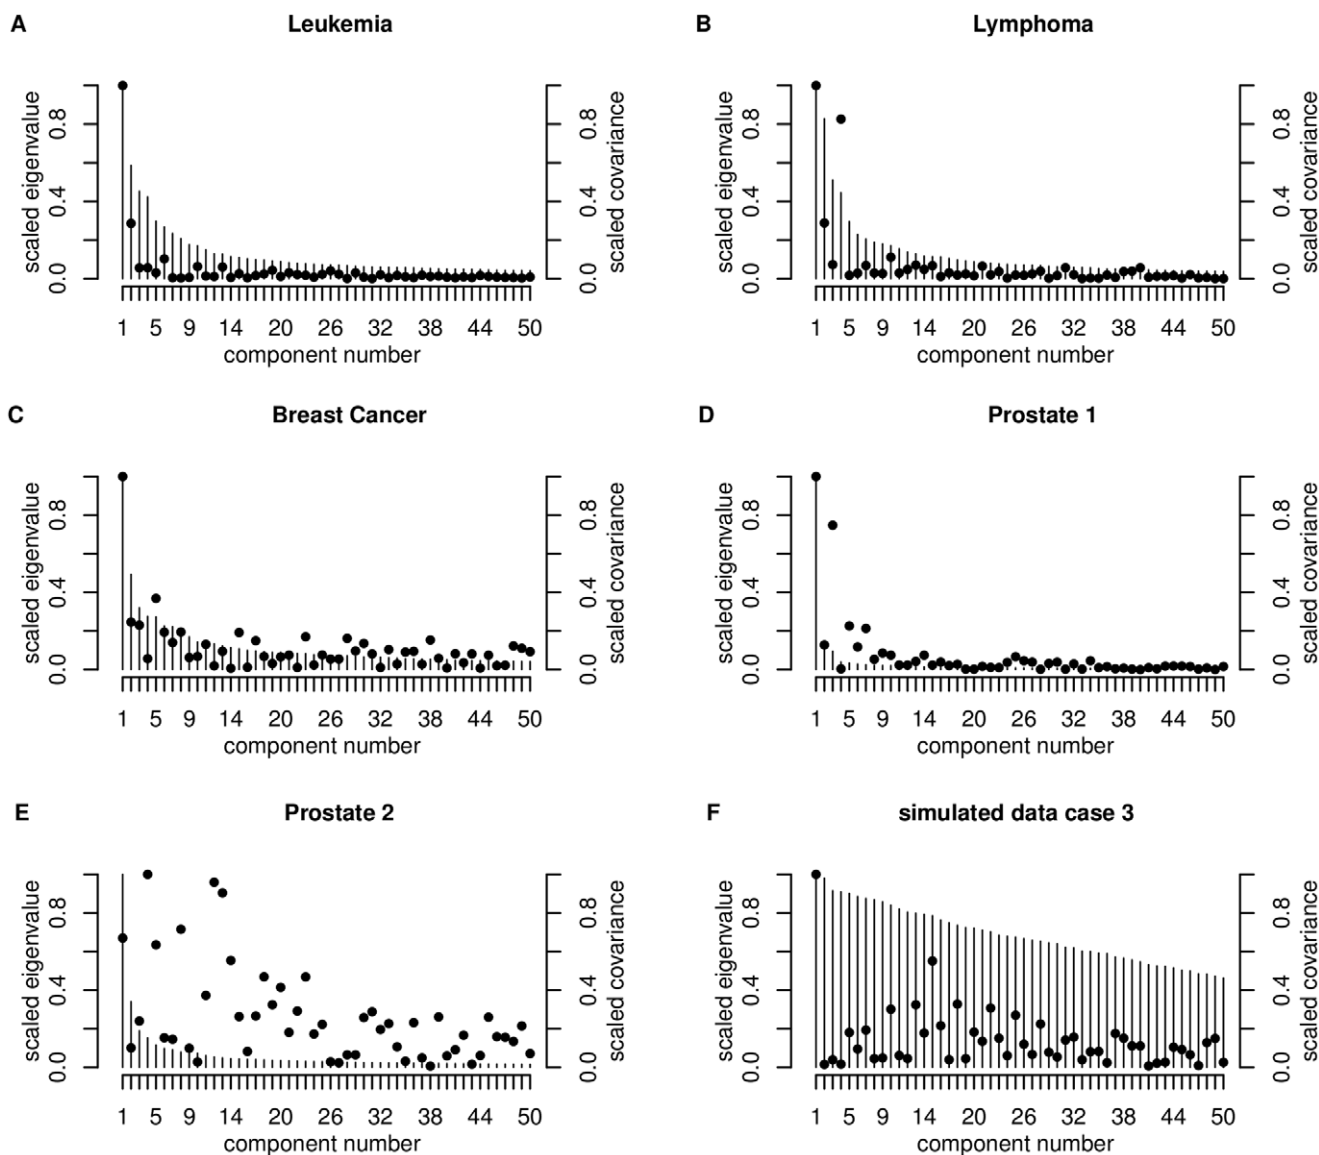 A Leukemia
scaled eigenvalue
0.0 0.4 0.8
scaled covariance
0.0 0.4 0.8
1 5 9 14 20 26 32 38 44 50
component number
B Lymphoma
scaled eigenvalue
0.0 0.4 0.8
scaled covariance
0.0 0.4 0.8
1 5 9 14 20 26 32 38 44 50
component number
C Breast Cancer
scaled eigenvalue
0.0 0.4 0.8
scaled covariance
0.0 0.4 0.8
1 5 9 14 20 26 32 38 44 50
component number
D Prostate 1
scaled eigenvalue
0.0 0.4 0.8
scaled covariance
0.0 0.4 0.8
1 5 9 14 20 26 32 38 44 50
component number
E Prostate 2
scaled eigenvalue
0.0 0.4 0.8
scaled covariance
0.0 0.4 0.8
1 5 9 14 20 26 32 38 44 50
component number
F simulated data case 3
scaled eigenvalue
0.0 0.4 0.8
scaled covariance
0.0 0.4 0.8
1 5 9 14 20 26 32 38 44 50
component number